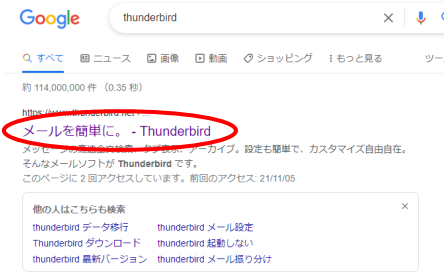 Google
thunderbird
すべて ニュース 画像 動画 ショッピング もっと見る ツー
約 114,000,000 件 （0.35 秒）
https://www.thunderbird.net
メールを簡単に。 - Thunderbird
メッセージの高速全文検索、タブ表示、アーカイブ。設定も簡単で、カスタマイズ自由自在。
そんなメールソフトが Thunderbird です。
このページに 2 回アクセスしています。前回のアクセス: 21/11/05
他の人はこちらも検索
thunderbird データ移行 thunderbird メール設定
Thunderbird ダウンロード thunderbird 起動しない
thunderbird 最新バージョン thunderbird メール振り分け